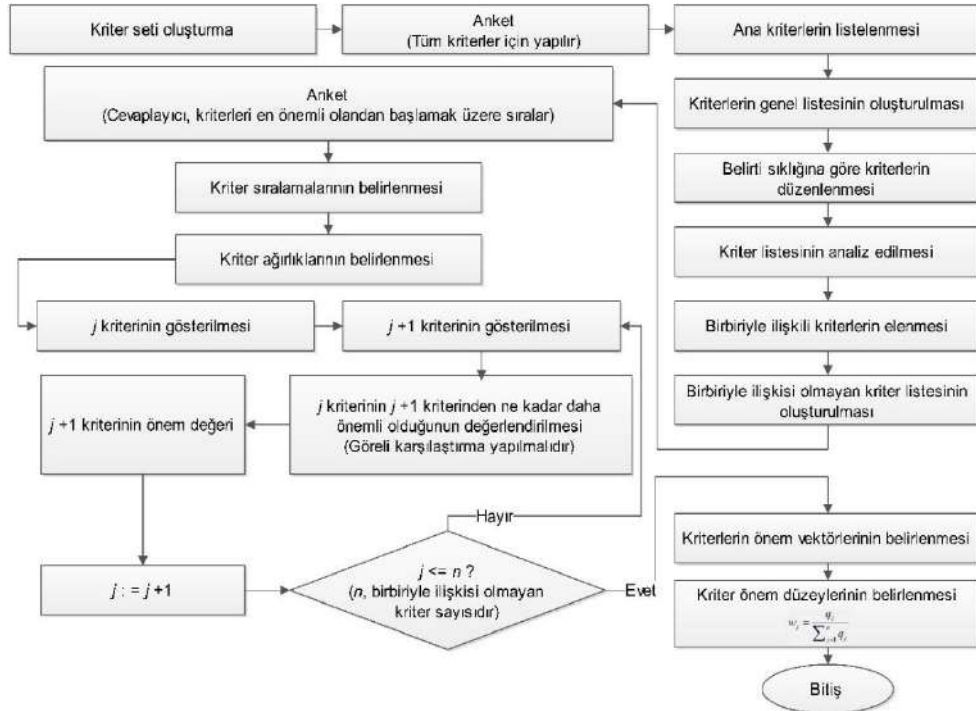 Kriter seti oluşturma
Anket
(Tüm kriterler için yapılır)
Ana kriterlerin listelenmesi
Kriterlerin genel listesinin oluşturulması
Belirti sıklığına göre kriterlerin
düzenlenmesi
Kriter listesinin analiz edilmesi
Birbiriyle ilişkili kriterlerin elenmesi
Birbiriyle ilişkisi olmayan kriter listesinin
oluşturulması
Anket
(Cevaplayıcı, kriterleri en önemli olandan başlamak üzere sıralar)
Kriter sıralamalarının belirlenmesi
Kriter ağırlıklarının belirlenmesi
j kriterinin gösterilmesi
j +1 kriterinin gösterilmesi
j kriterinin j +1 kriterinden ne kadar daha
önemli olduğunun değerlendirilmesi
(Göreli karşılaştırma yapılmalıdır)
j +1 kriterinin önem değeri
j : = j +1
j <= n ?
(n, birbiriyle ilişkisi olmayan
kriter sayısıdır)
Hayır
Evet
Kriterlerin önem vektörlerinin belirlenmesi
Kriter önem düzeylerinin belirlenmesi
Bitiş